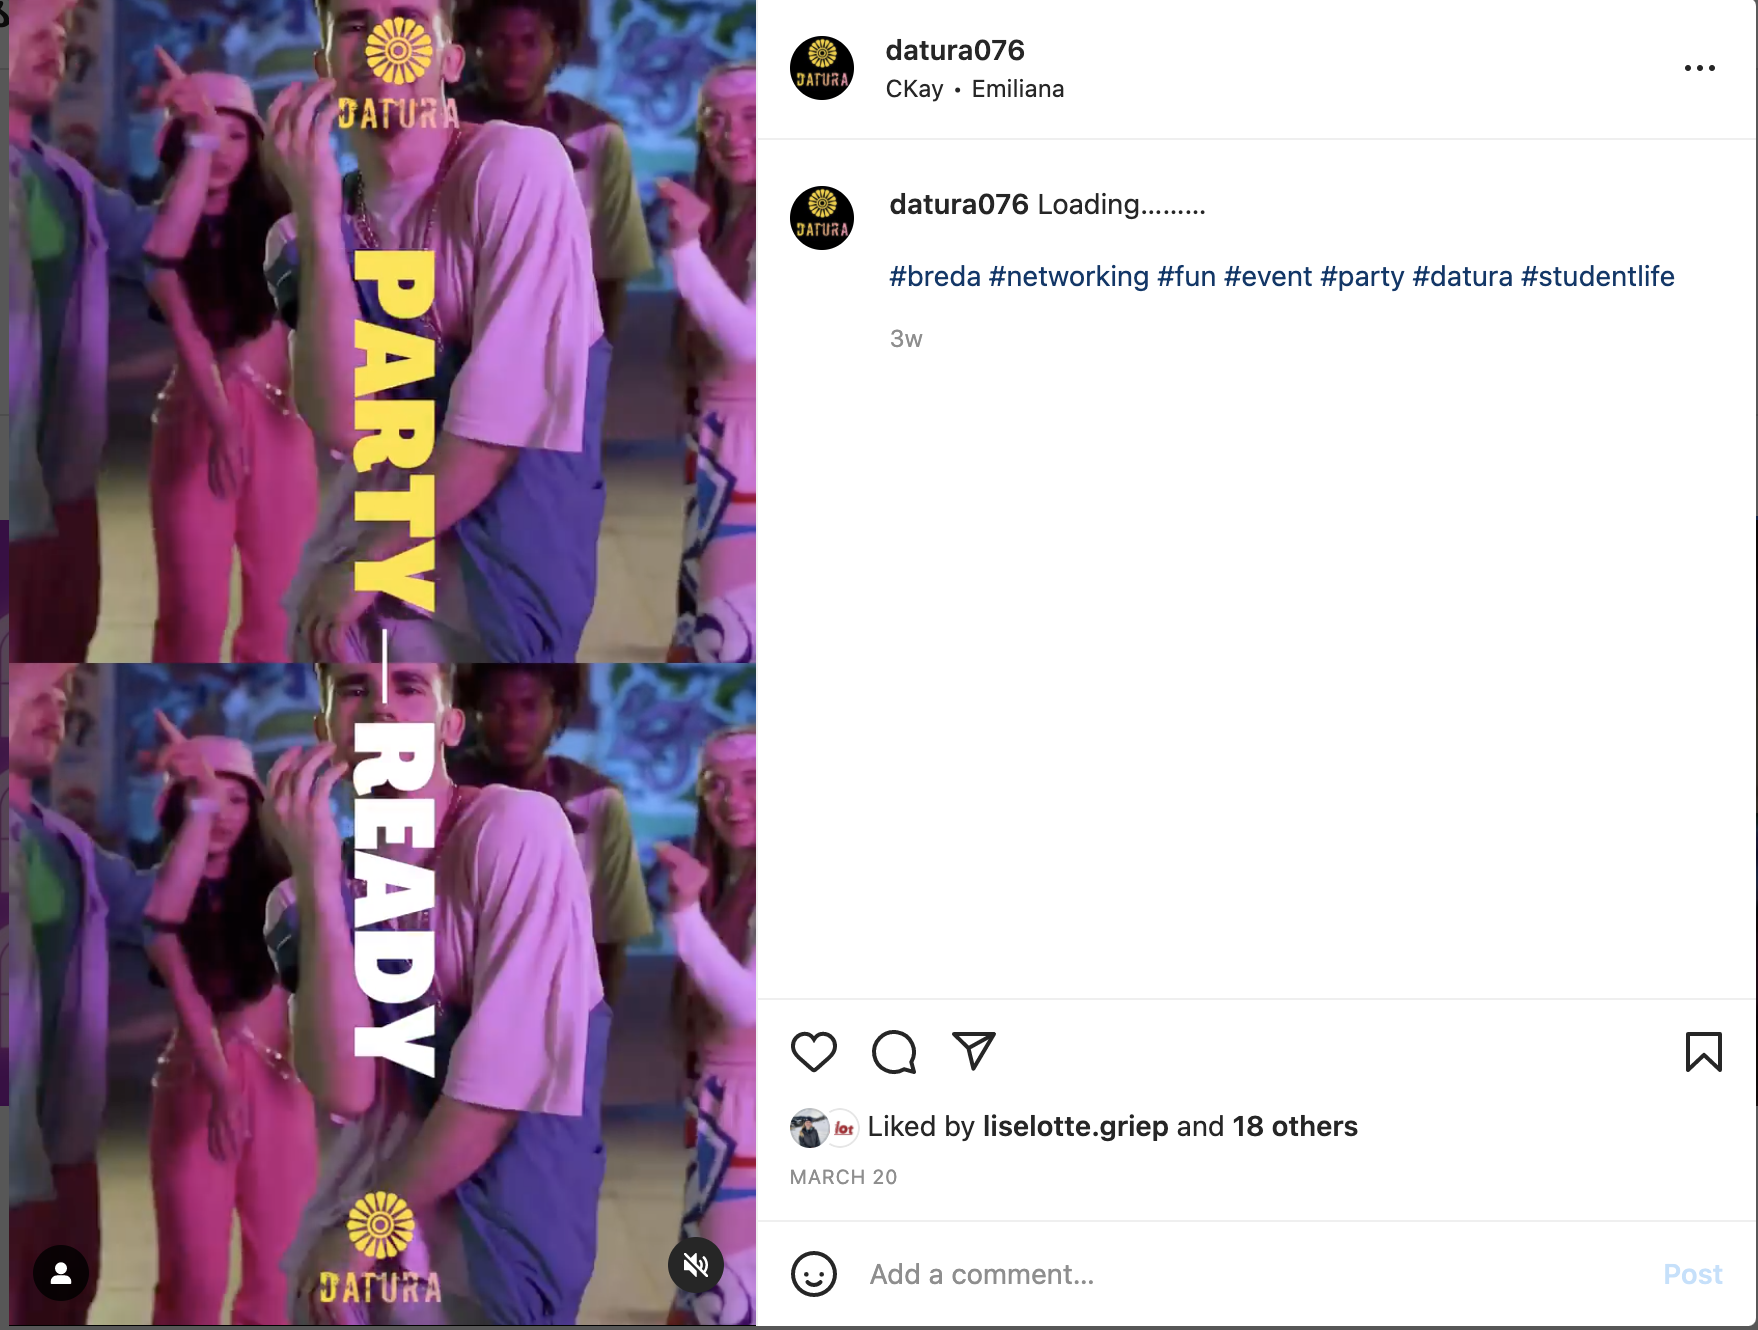 DATURA
PARTY
READY
DATURA
datura076
CKay • Emiliana
DATURA
datura076 Loading.........
DATURA
#breda #networking #fun #event #party #datura #studentlife
3w
Liked by liselotte.griep and 18 others
iot
MARCH 20
Add a comment...
Post